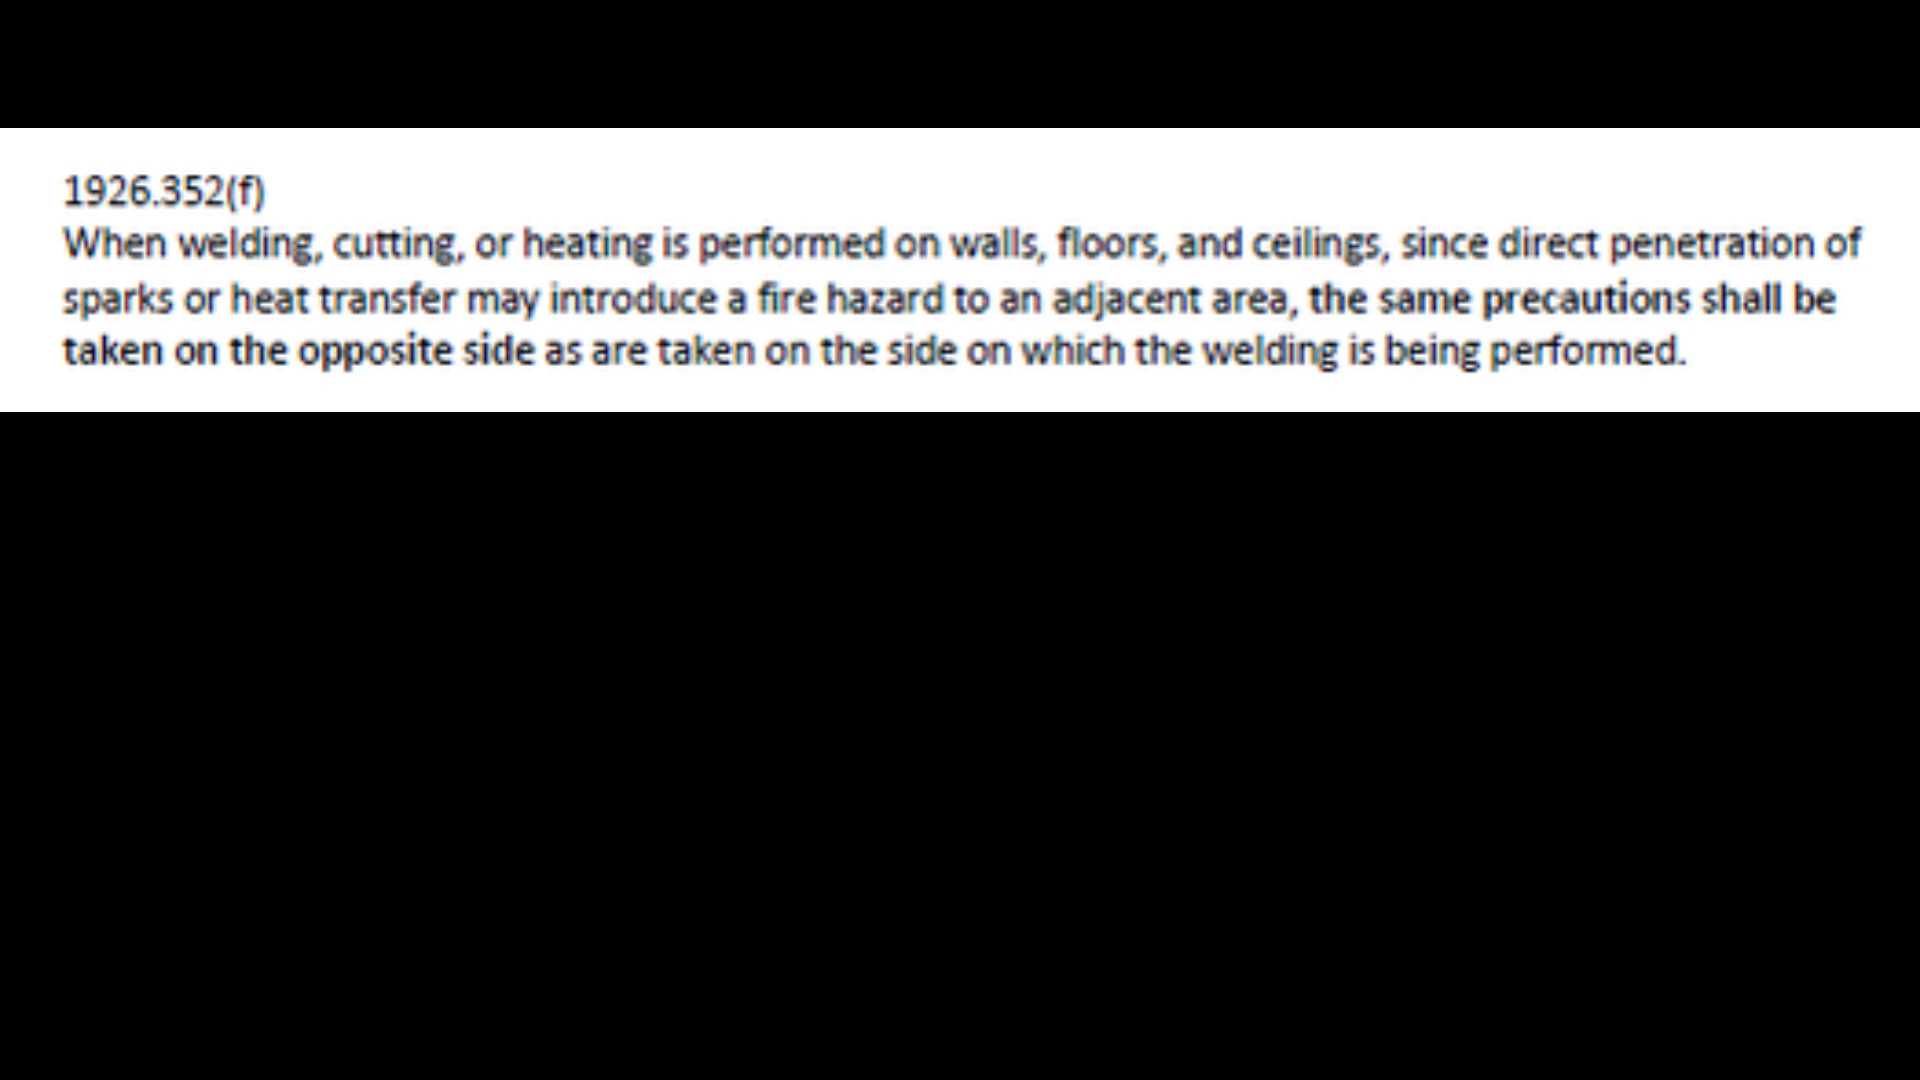 1926.352(f)
When welding, cutting, or heating is performed on walls, floors, and ceilings, since direct penetration of
sparks or heat transfer may introduce a fire hazard to an adjacent area, the same precautions shall be
taken on the opposite side as are taken on the side on which the welding is being performed.